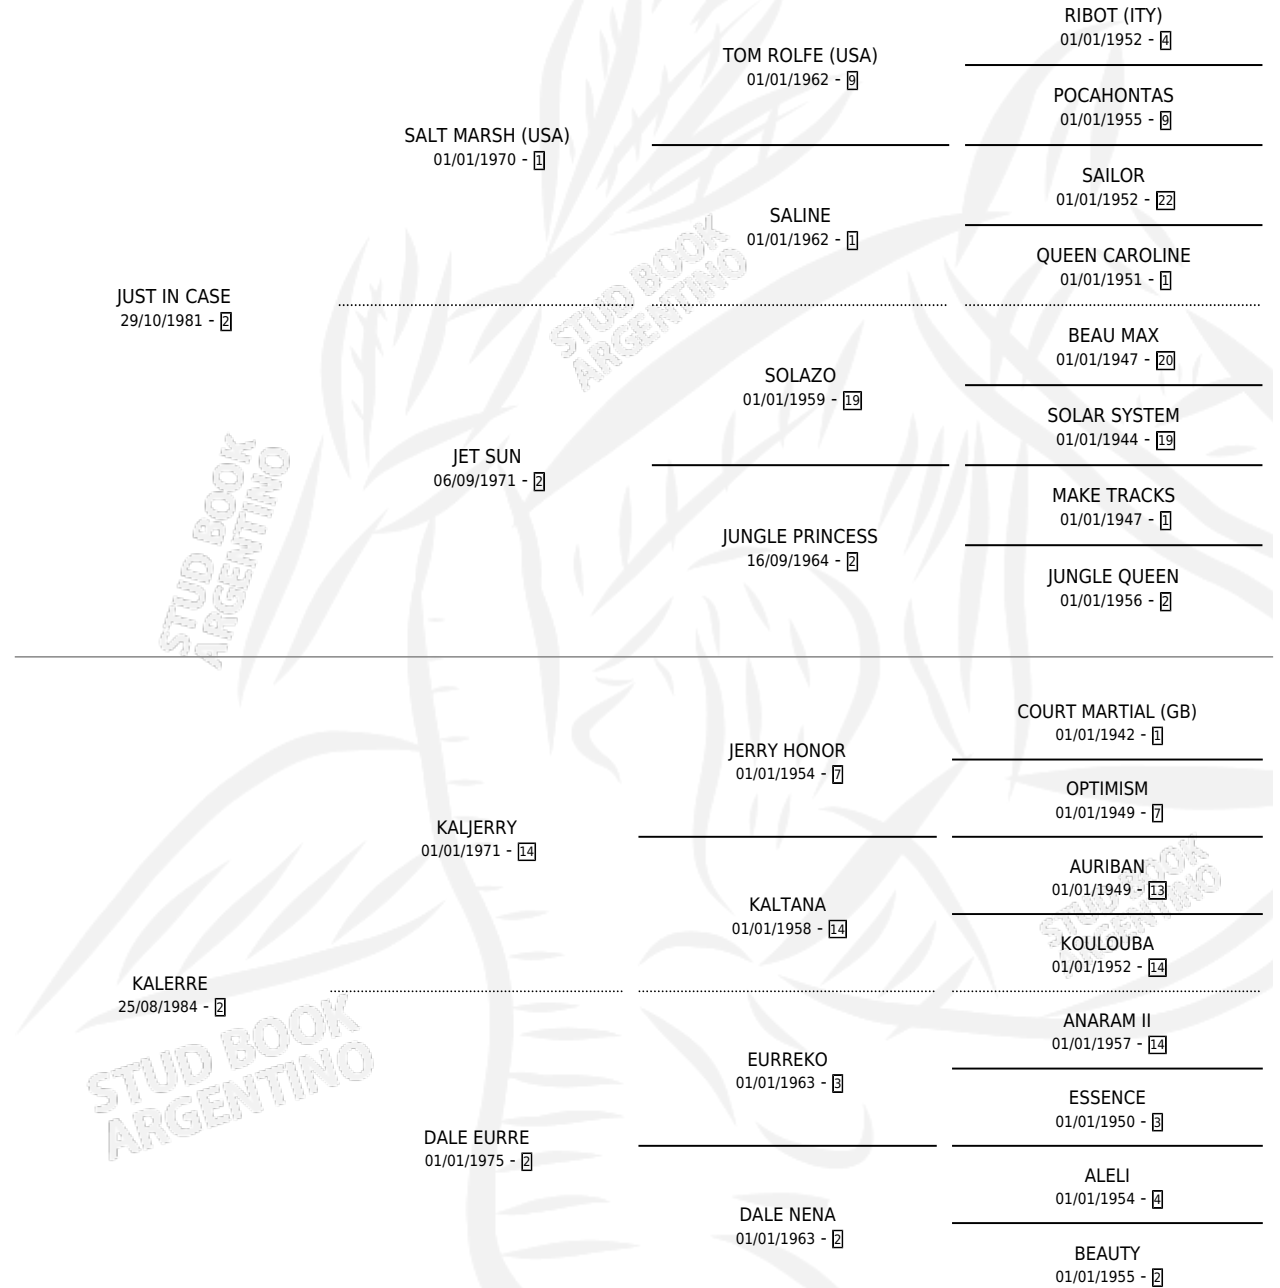 RIBOT (ITY)
01/01/1952 - 4
TOM ROLFE (USA)
01/01/1962 - 9
POCAHONTAS
01/01/1955 - 9
SALT MARSH (USA)
01/01/1970 - 1
SAILOR
01/01/1952 - 22
SALINE
01/01/1962 - 1
QUEEN CAROLINE
01/01/1951 - 1
STUD BOOK
ARGENTINO
JUST IN CASE
29/10/1981 - 2
BEAU MAX
01/01/1947 - 20
SOLAZO
01/01/1959 - 19
SOLAR SYSTEM
01/01/1944 - 19
JET SUN
06/09/1971 - 2
MAKE TRACKS
01/01/1947 - 1
JUNGLE PRINCESS
16/09/1964 - 2
JUNGLE QUEEN
01/01/1956 - 2
STUD BOOK
ARGENTINO
COURT MARTIAL (GB)
01/01/1942 - 1
JERRY HONOR
01/01/1954 - 7
OPTIMISM
01/01/1949 - 7
KALJERRY
01/01/1971 - 14
AURIBAN
01/01/1949 - 13
KALTANA
01/01/1958 - 14
KOULOUBA
01/01/1952 - 14
STUD BOOK
ARGENTINO
KALERRE
25/08/1984 - 2
ANARAM II
01/01/1957 - 14
EURREKO
01/01/1963 - 3
ESSENCE
01/01/1950 - 3
STUD BOOK
ARGENTINO
DALE EURRE
01/01/1975 - 2
ALELI
01/01/1954 - 4
DALE NENA
01/01/1963 - 2
BEAUTY
01/01/1955 - 2